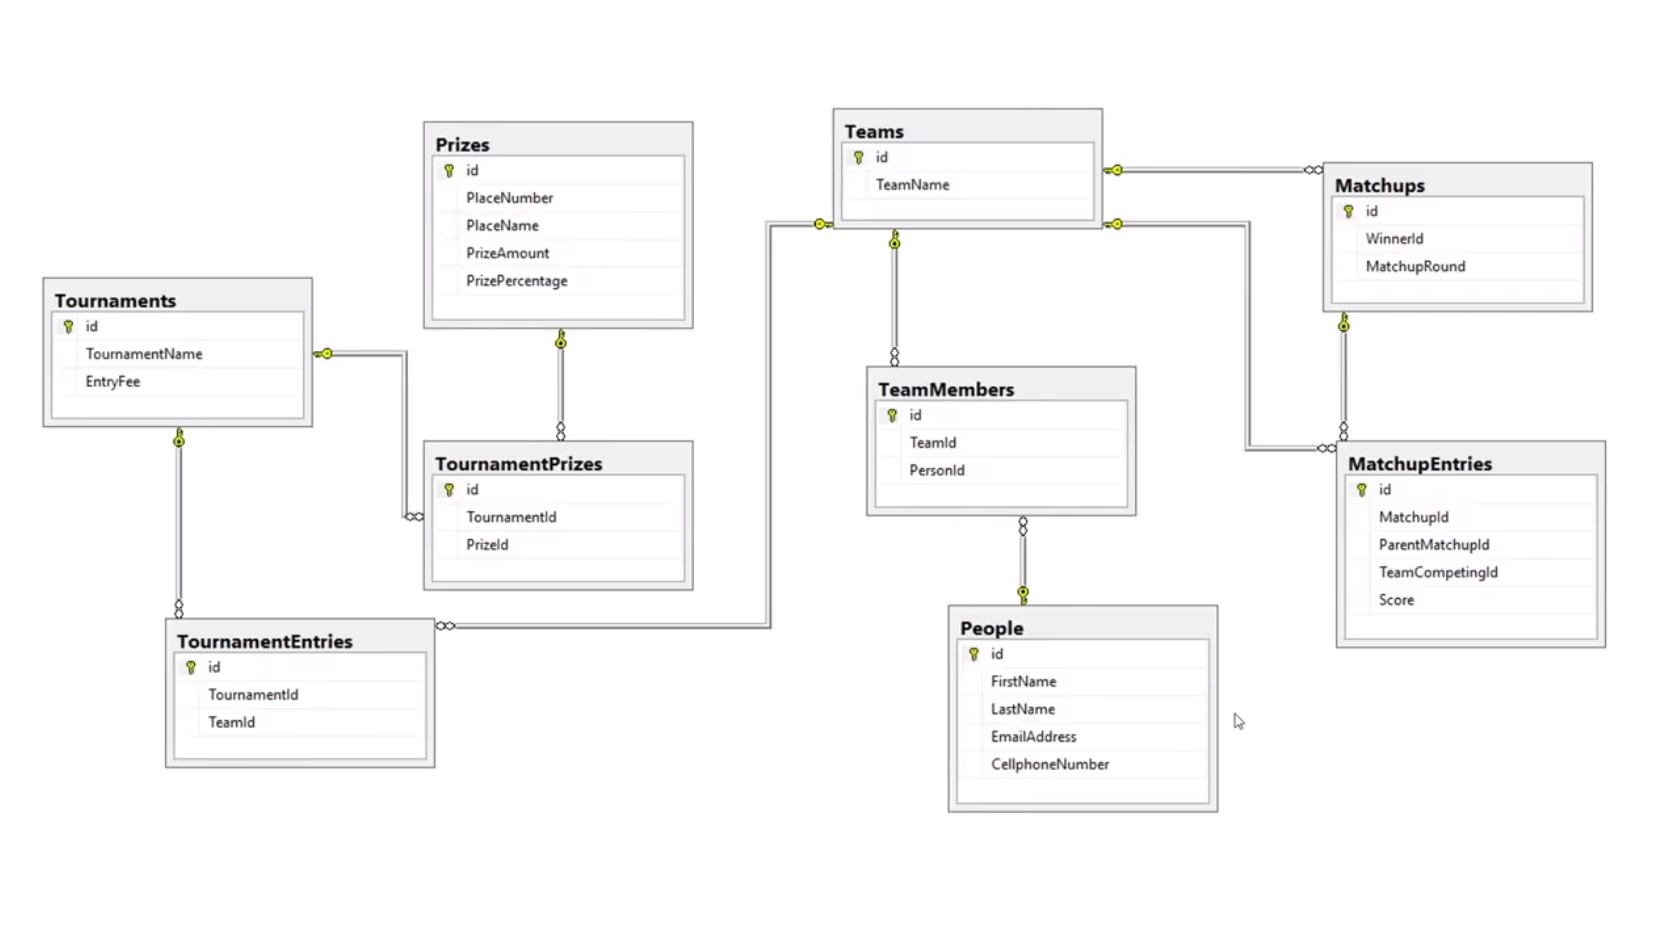 Tournaments
id
TournamentName
EntryFee
Prizes
id
PlaceNumber
PlaceName
PrizeAmount
PrizePercentage
TournamentPrizes
id
TournamentId
PrizeId
TournamentEntries
id
TournamentId
TeamId
Teams
id
TeamName
TeamMembers
id
TeamId
PersonId
People
id
FirstName
LastName
EmailAddress
CellphoneNumber
Matchups
id
WinnerId
MatchupRound
MatchupEntries
id
MatchupId
ParentMatchupId
TeamCompetingId
Score